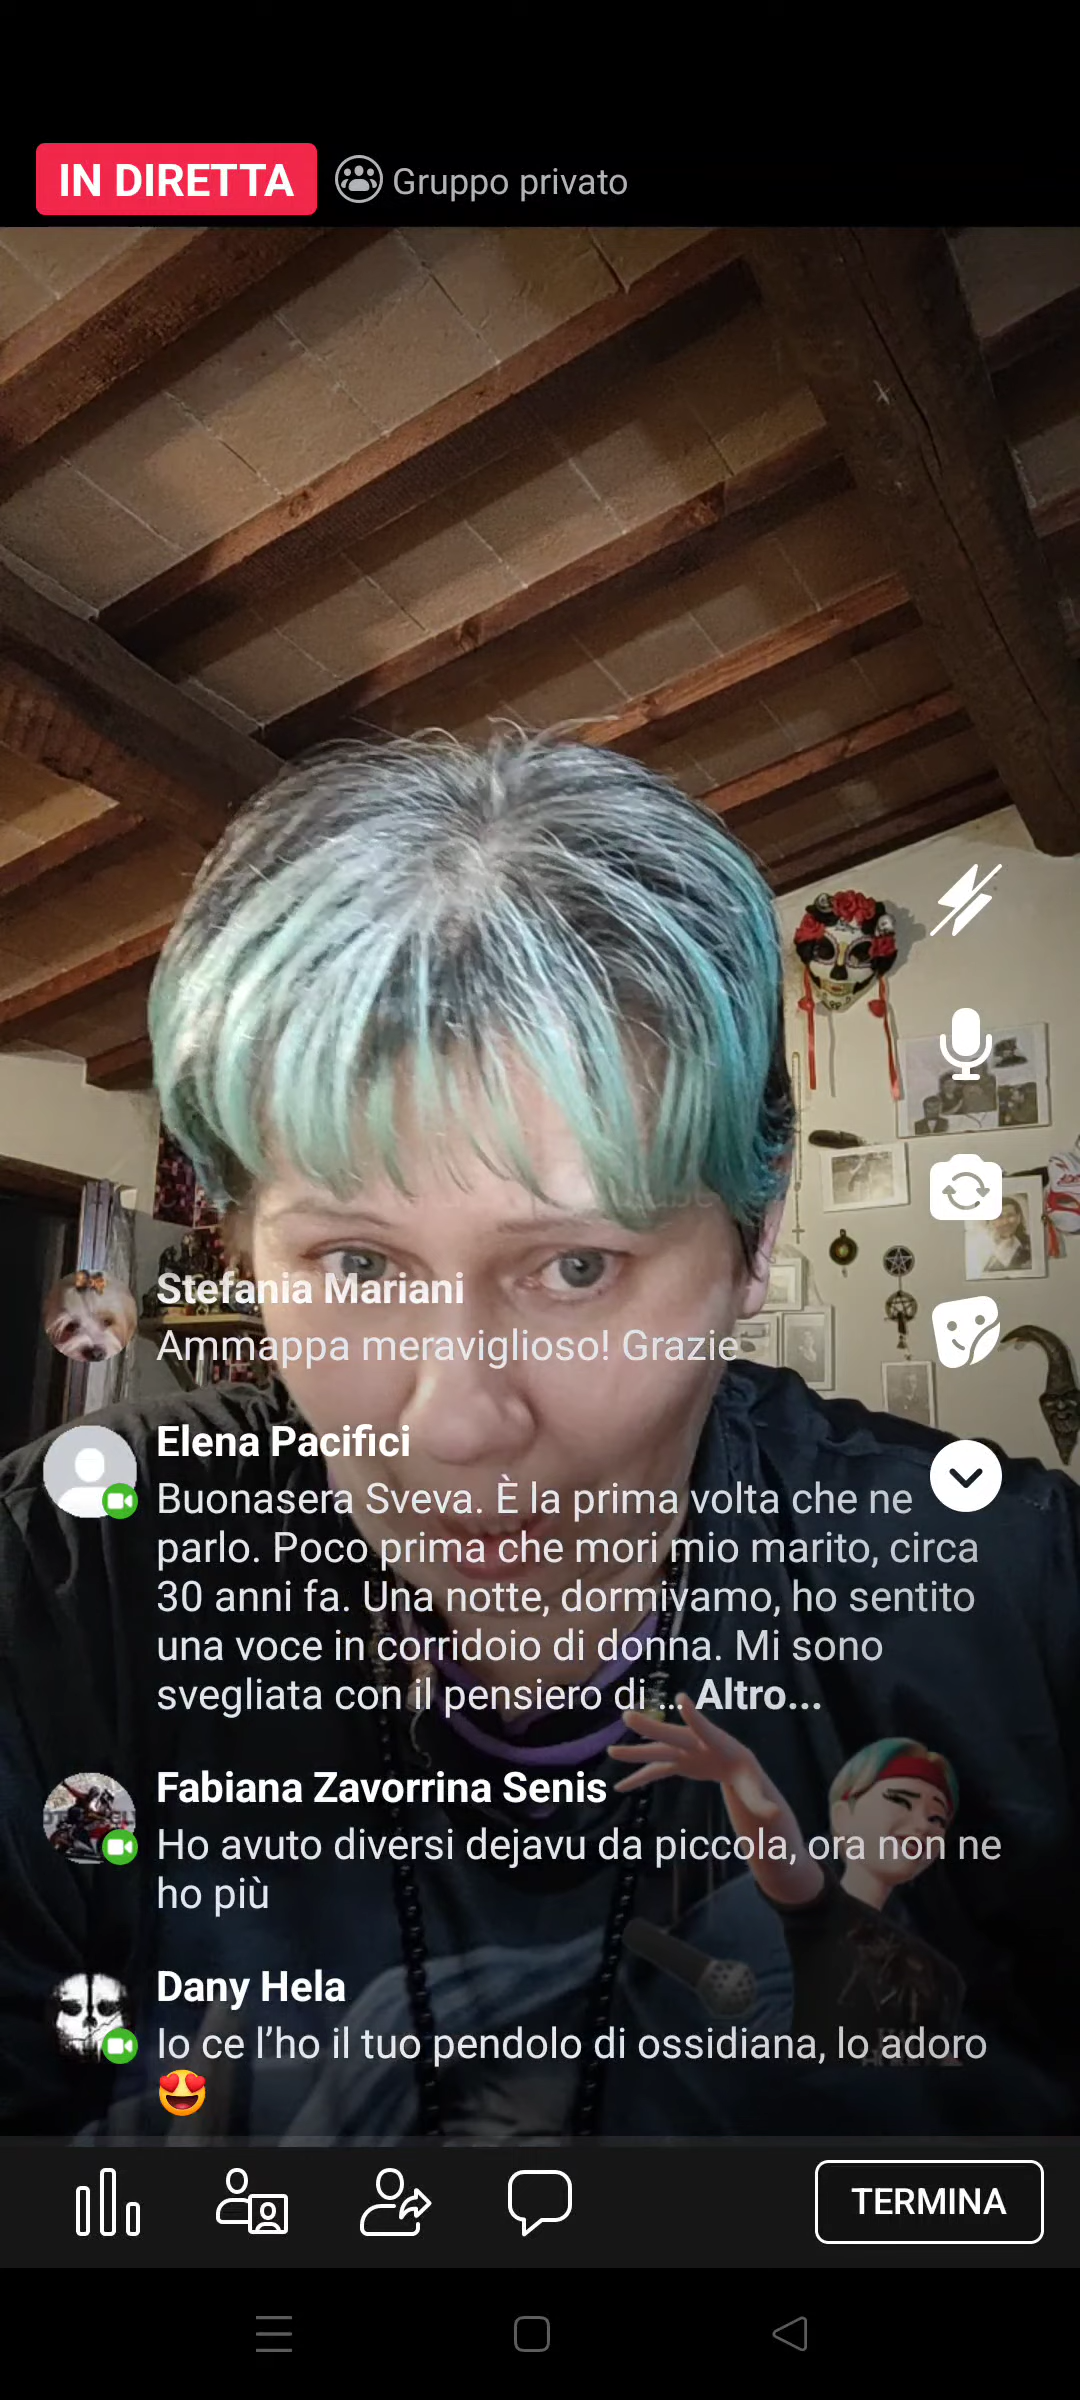 IN DIRETTA
Gruppo privato
Stefania Mariani
Ammappa meraviglioso! Grazie
Elena Pacifici
Buonasera Sveva. È la prima volta che ne
parlo. Poco prima che mori mio marito, circa
30 anni fa. Una notte, dormivamo, ho sentito
una voce in corridoio di donna. Mi sono
svegliata con il pensiero di ... Altro...
Fabiana Zavorrina Senis
Ho avuto diversi dejavu da piccola, ora non ne
ho più
Dany Hela
Io ce l’ho il tuo pendolo di ossidiana, lo adoro
😍
TERMINA